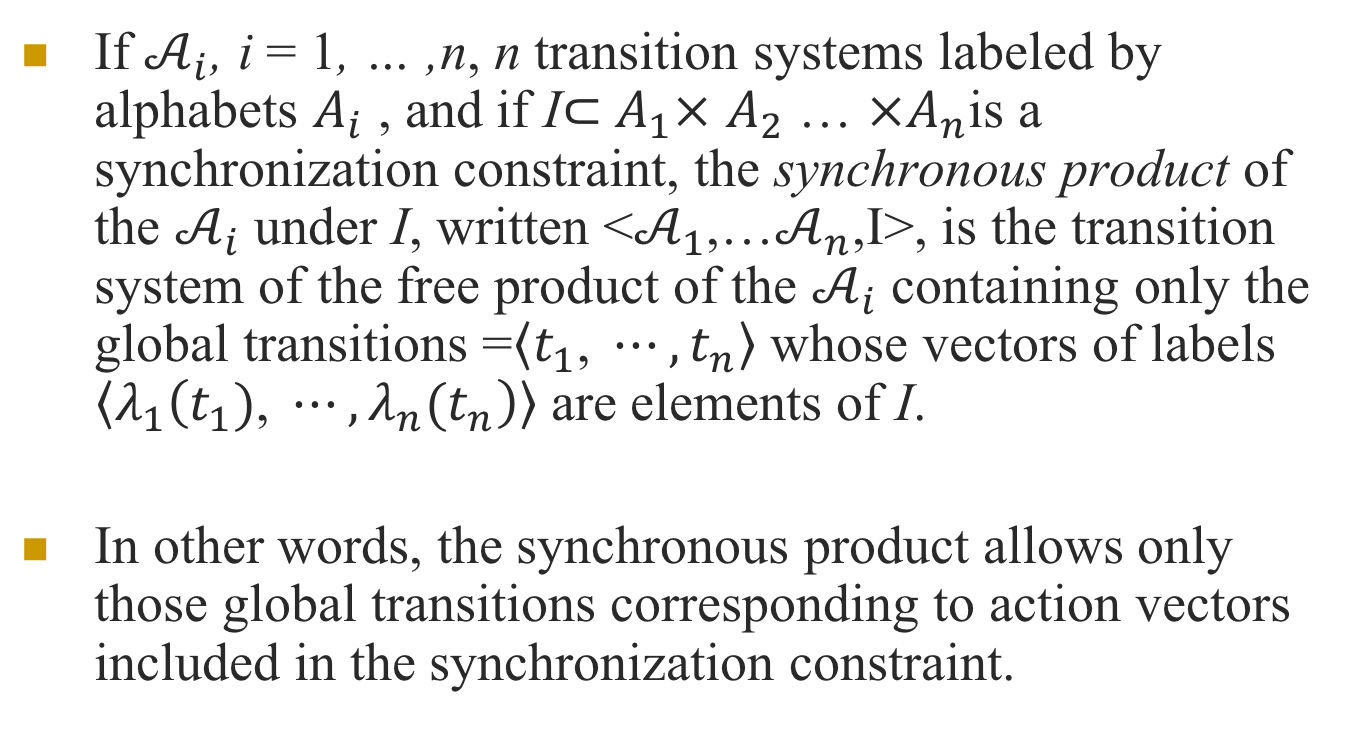 If 𝒜ᵢ, i = 1, … ,n, n transition systems labeled by
alphabets Aᵢ , and if I⊂ A₁× A₂ … ×Aₙis a
synchronization constraint, the synchronous product of
the 𝒜ᵢ under I, written <𝒜₁,…𝒜ₙ,I>, is the transition
system of the free product of the 𝒜ᵢ containing only the
global transitions =⟨t₁, ⋯ , tₙ⟩ whose vectors of labels
⟨λ₁(t₁), ⋯ , λₙ(tₙ)⟩ are elements of I.
In other words, the synchronous product allows only
those global transitions corresponding to action vectors
included in the synchronization constraint.